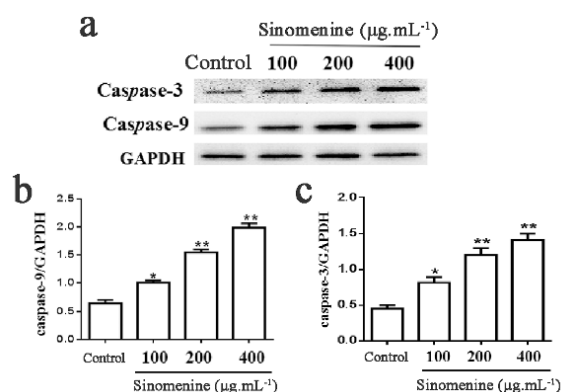 a
Sinomenine (μg.mL⁻¹)
Control 100 200 400
Caspase-3
Caspase-9
GAPDH
b
caspase-9/GAPDH
2.5
2.0
1.5
1.0
0.5
0.0
* ** **
Control 100 200 400
Sinomenine (μg.mL⁻¹)
c
caspase-3/GAPDH
2.0
1.5
1.0
0.5
0.0
* ** **
Control 100 200 400
Sinomenine (μg.mL⁻¹)